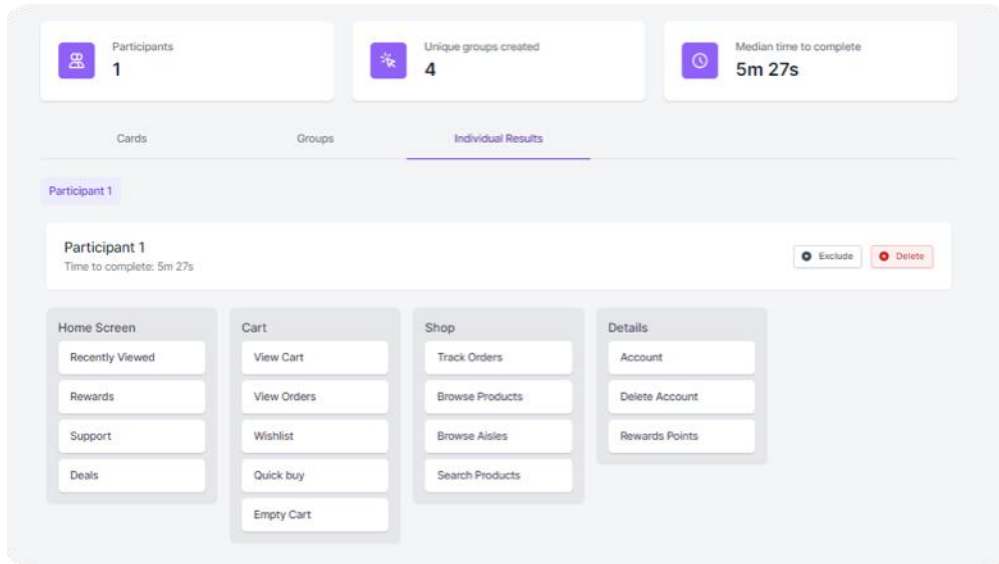 Participants
1
Unique groups created
4
Median time to complete
5m 27s
Cards
Groups
Individual Results
Participant 1
Participant 1
Time to complete: 5m 27s
Exclude
Delete
Home Screen
Recently Viewed
Rewards
Support
Deals
Cart
View Cart
View Orders
Wishlist
Quick buy
Empty Cart
Shop
Track Orders
Browse Products
Browse Aisles
Search Products
Details
Account
Delete Account
Rewards Points